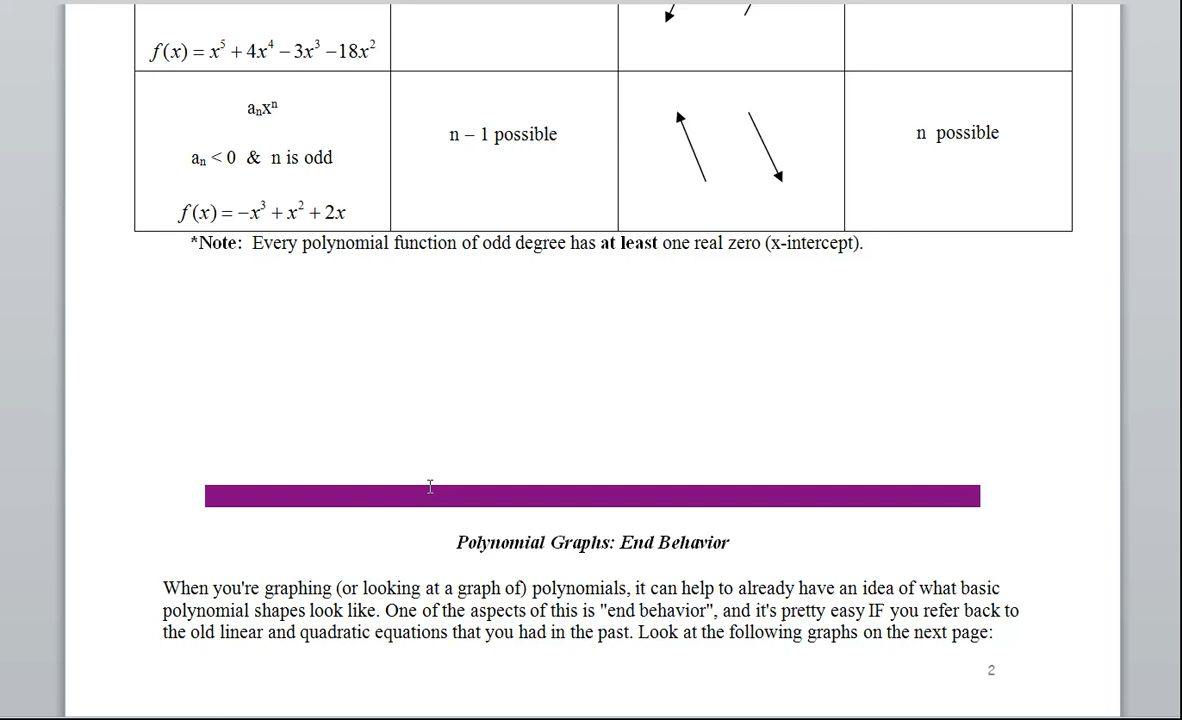 f(x) = x⁵ + 4x⁴ − 3x³ − 18x²
aₙxⁿ
aₙ < 0 & n is odd
f(x) = −x³ + x² + 2x
n – 1 possible
n possible
*Note: Every polynomial function of odd degree has at least one real zero (x-intercept).
Polynomial Graphs: End Behavior
When you're graphing (or looking at a graph of) polynomials, it can help to already have an idea of what basic
polynomial shapes look like. One of the aspects of this is "end behavior", and it's pretty easy IF you refer back to
the old linear and quadratic equations that you had in the past. Look at the following graphs on the next page:
2